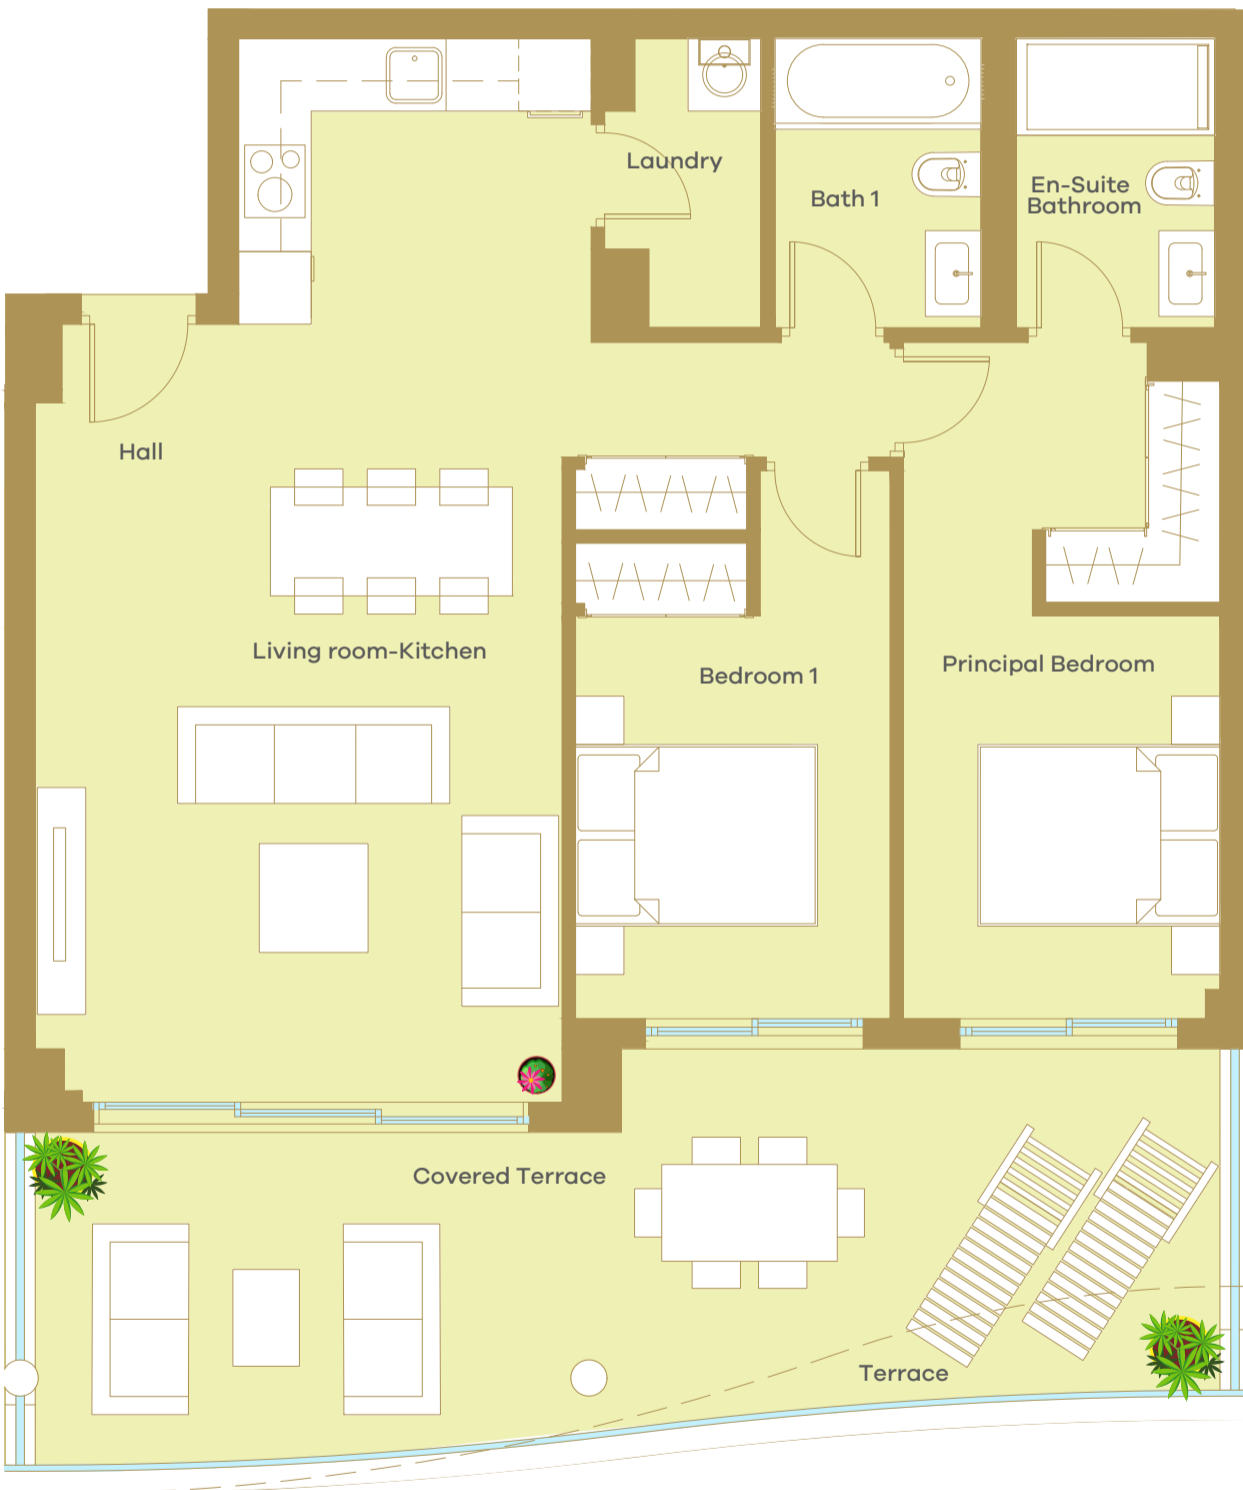 Laundry
Bath 1
En-Suite
Bathroom
Hall
Living room-Kitchen
Bedroom 1
Principal Bedroom
Covered Terrace
Terrace